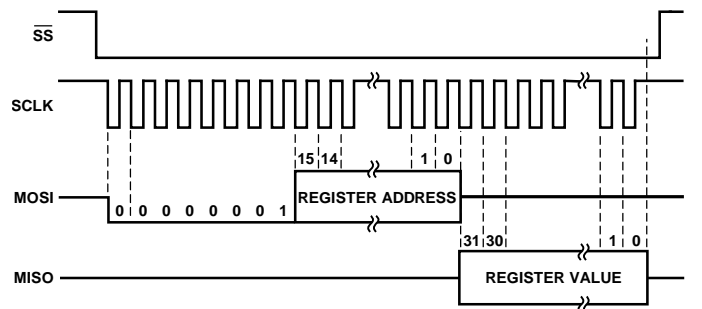 SS
SCLK
15 14 1 0
MOSI 0 0 0 0 0 0 0 1 REGISTER ADDRESS
31 30 1 0
MISO REGISTER VALUE